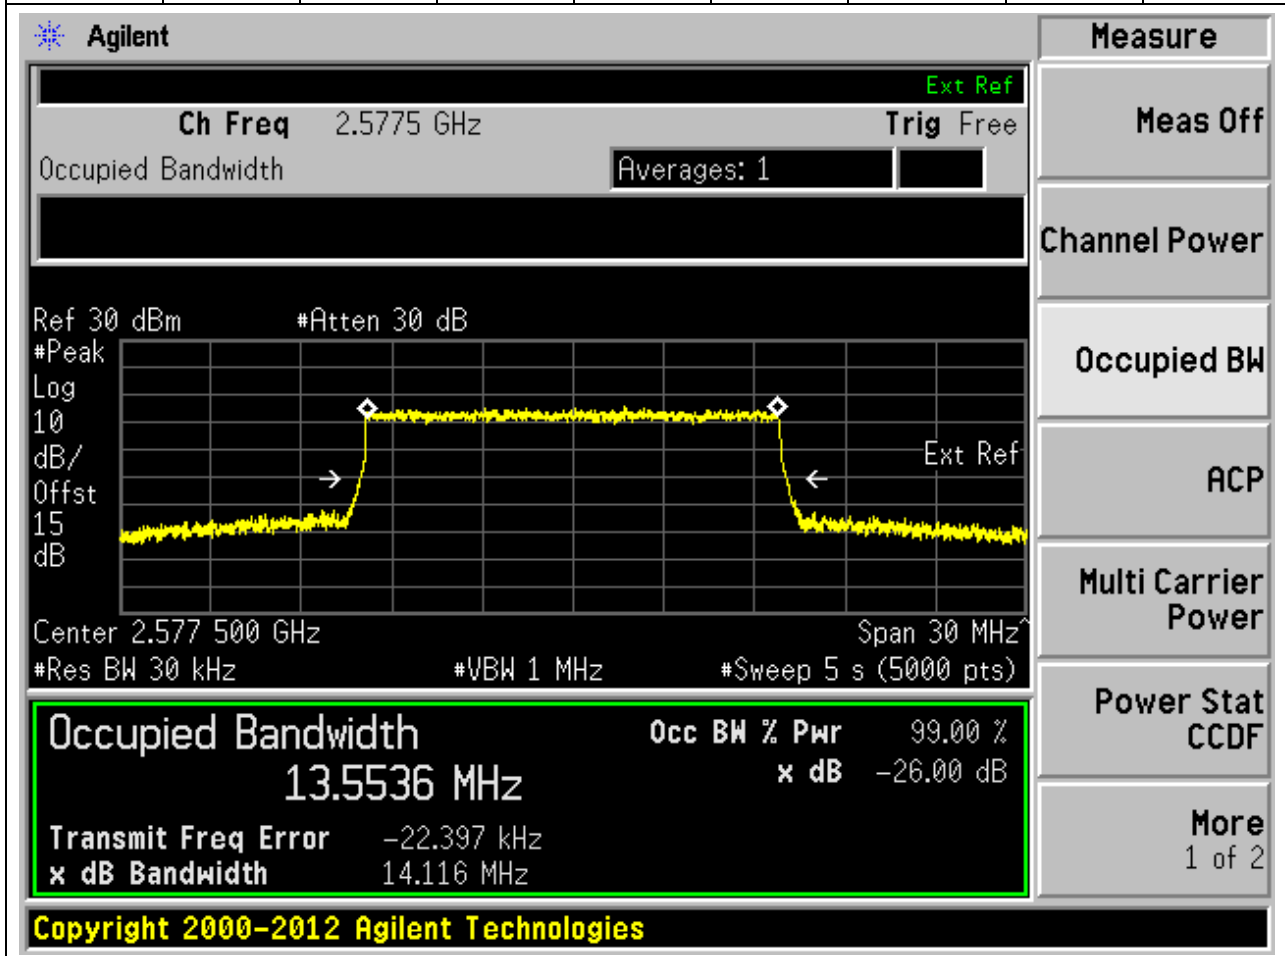 Agilent
Measure
Ext Ref
Ch Freq 2.5775 GHz Trig Free
Meas Off
Occupied Bandwidth Averages: 1
Channel Power
Ref 30 dBm #Atten 30 dB
#Peak
Log
10
dB/
Offst
15
dB
Ext Ref
Occupied BW
ACP
Center 2.577 500 GHz Span 30 MHz^
#Res BW 30 kHz #VBW 1 MHz #Sweep 5 s (5000 pts)
Multi Carrier
Power
Occupied Bandwidth Occ BW % Pwr 99.00 %
13.5536 MHz x dB -26.00 dB
Power Stat
CCDF
Transmit Freq Error -22.397 kHz
x dB Bandwidth 14.116 MHz
More
1 of 2
Copyright 2000-2012 Agilent Technologies